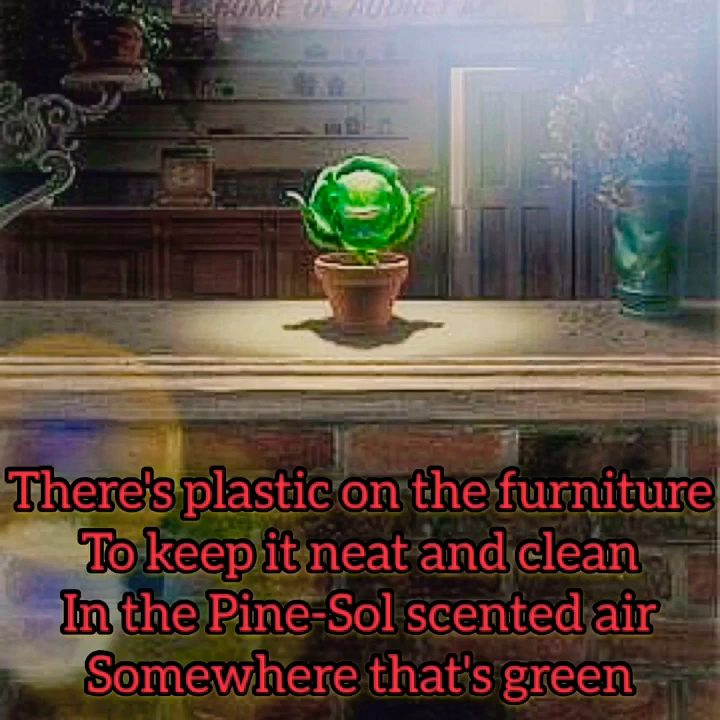 There's plastic on the furniture
To keep it neat and clean
In the Pine-Sol scented air
Somewhere that's green